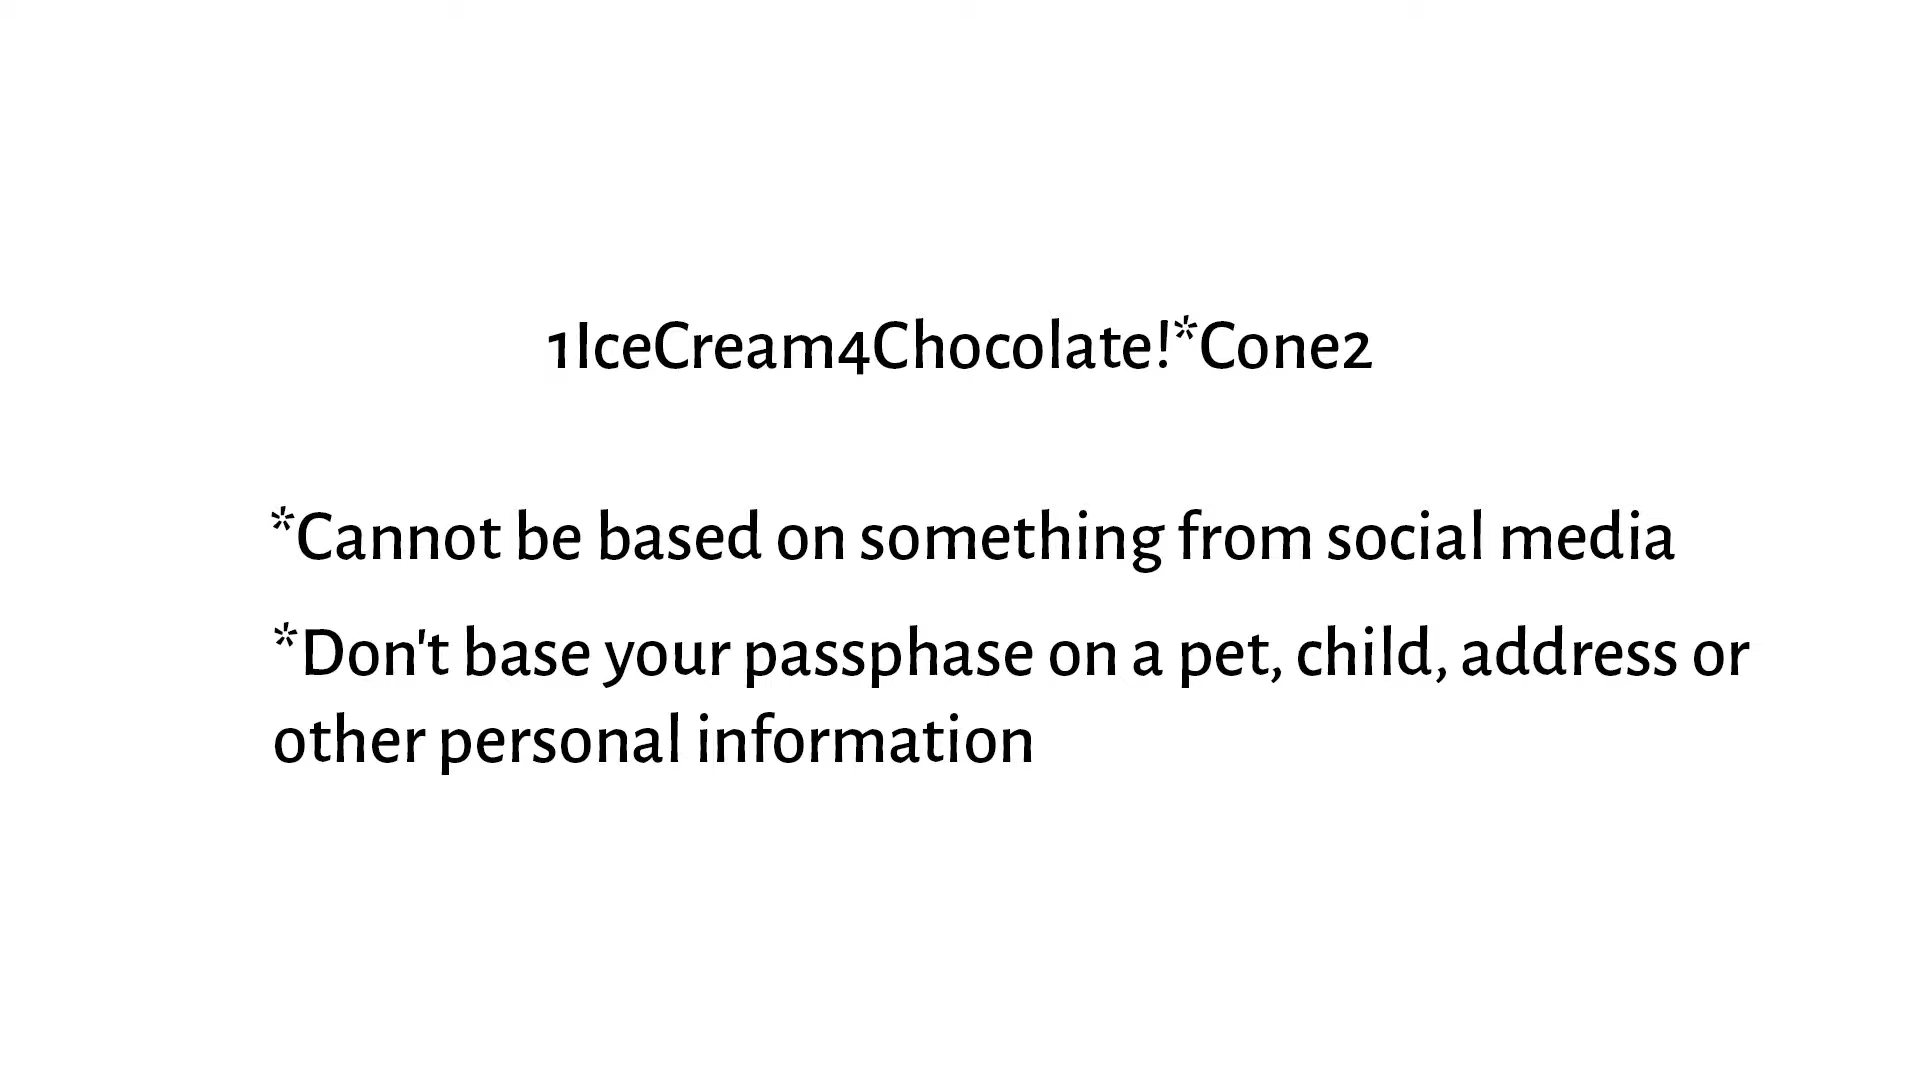 1IceCream4Chocolate!*Cone2
*Cannot be based on something from social media
*Don't base your passphase on a pet, child, address or
other personal information